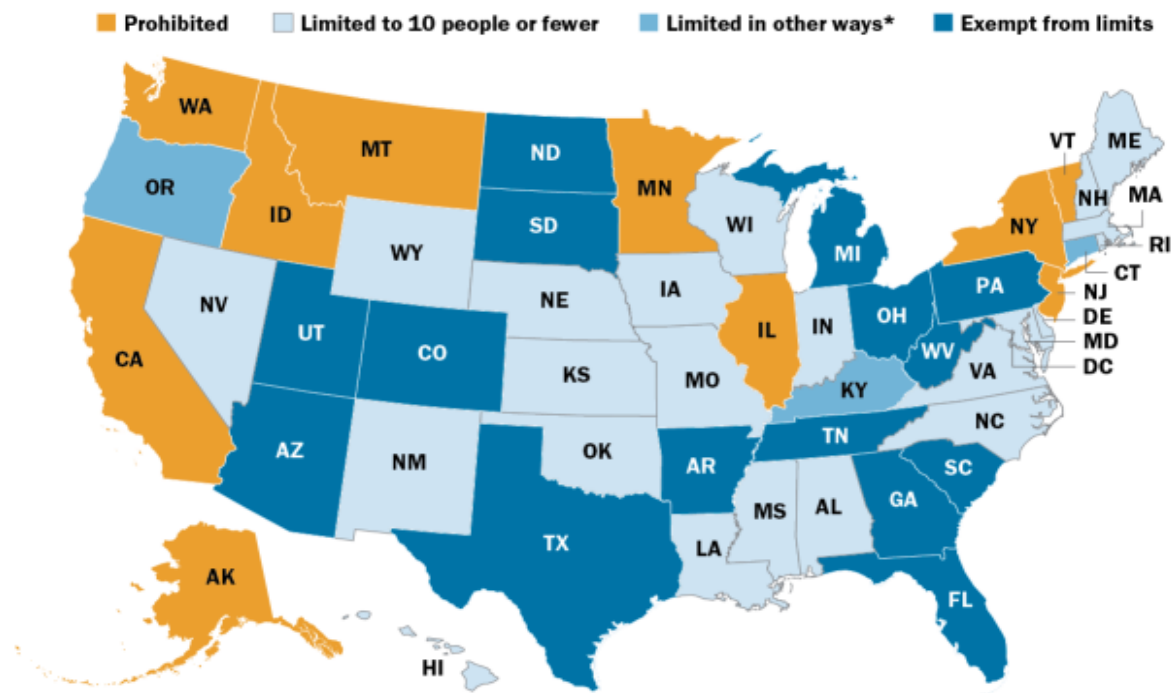 Prohibited Limited to 10 people or fewer Limited in other ways* Exempt from limits
WA
MT
ND
MN
VT
ME
OR
ID
SD
WI
NY
NH
MA
MI
RI
WY
CT
NV
NE
IA
PA
NJ
UT
CO
IL
IN
OH
DE
CA
KS
MO
WV
MD
KY
VA
DC
AZ
NM
OK
AR
TN
NC
SC
MS
AL
GA
TX
LA
AK
FL
HI